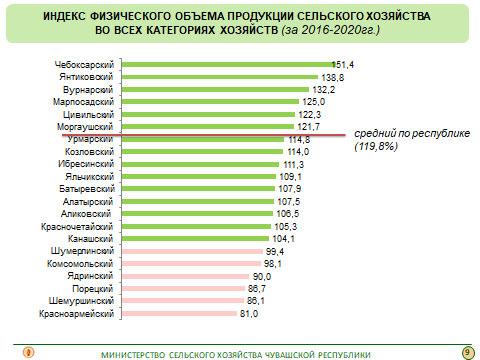 ИНДЕКС ФИЗИЧЕСКОГО ОБЪЕМА ПРОДУКЦИИ СЕЛЬСКОГО ХОЗЯЙСТВА
ВО ВСЕХ КАТЕГОРИЯХ ХОЗЯЙСТВ (за 2016-2020гг.)
Чебоксарский 151,4
Янтиковский 138,8
Вурнарский 132,2
Марпосадский 125,0
Цивильский 122,3
Моргаушский 121,7
средний по республике
(119,8%)
Урмарский 114,8
Козловский 114,0
Ибресинский 111,3
Яльчикский 109,1
Батыревский 107,9
Алатырский 107,5
Аликовский 106,5
Красночетайский 105,3
Канашский 104,1
Шумерлинский 99,4
Комсомольский 98,1
Ядринский 90,0
Порецкий 86,7
Шемуршинский 86,1
Красноармейский 81,0
МИНИСТЕРСТВО СЕЛЬСКОГО ХОЗЯЙСТВА ЧУВАШСКОЙ РЕСПУБЛИКИ
9